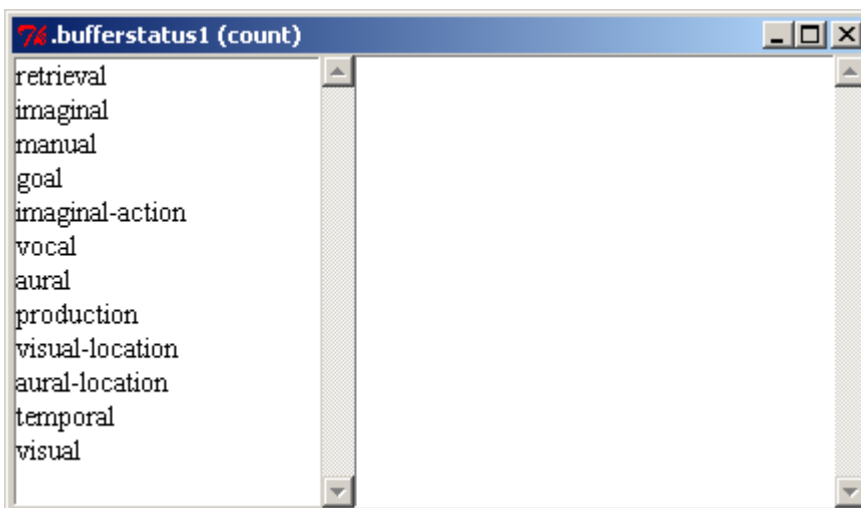 .bufferstatus1 (count)
retrieval
imaginal
manual
goal
imaginal-action
vocal
aural
production
visual-location
aural-location
temporal
visual